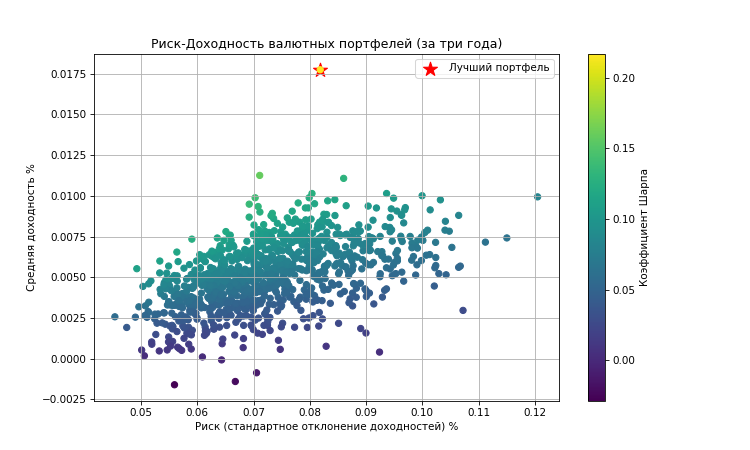 Риск-Доходность валютных портфелей (за три года)
Лучший портфель
0.0175
0.0150
0.0125
0.0100
0.0075
0.0050
0.0025
0.0000
−0.0025
Средняя доходность %
0.05 0.06 0.07 0.08 0.09 0.10 0.11 0.12
Риск (стандартное отклонение доходностей) %
0.20
0.15
0.10
0.05
0.00
Коэффициент Шарпа